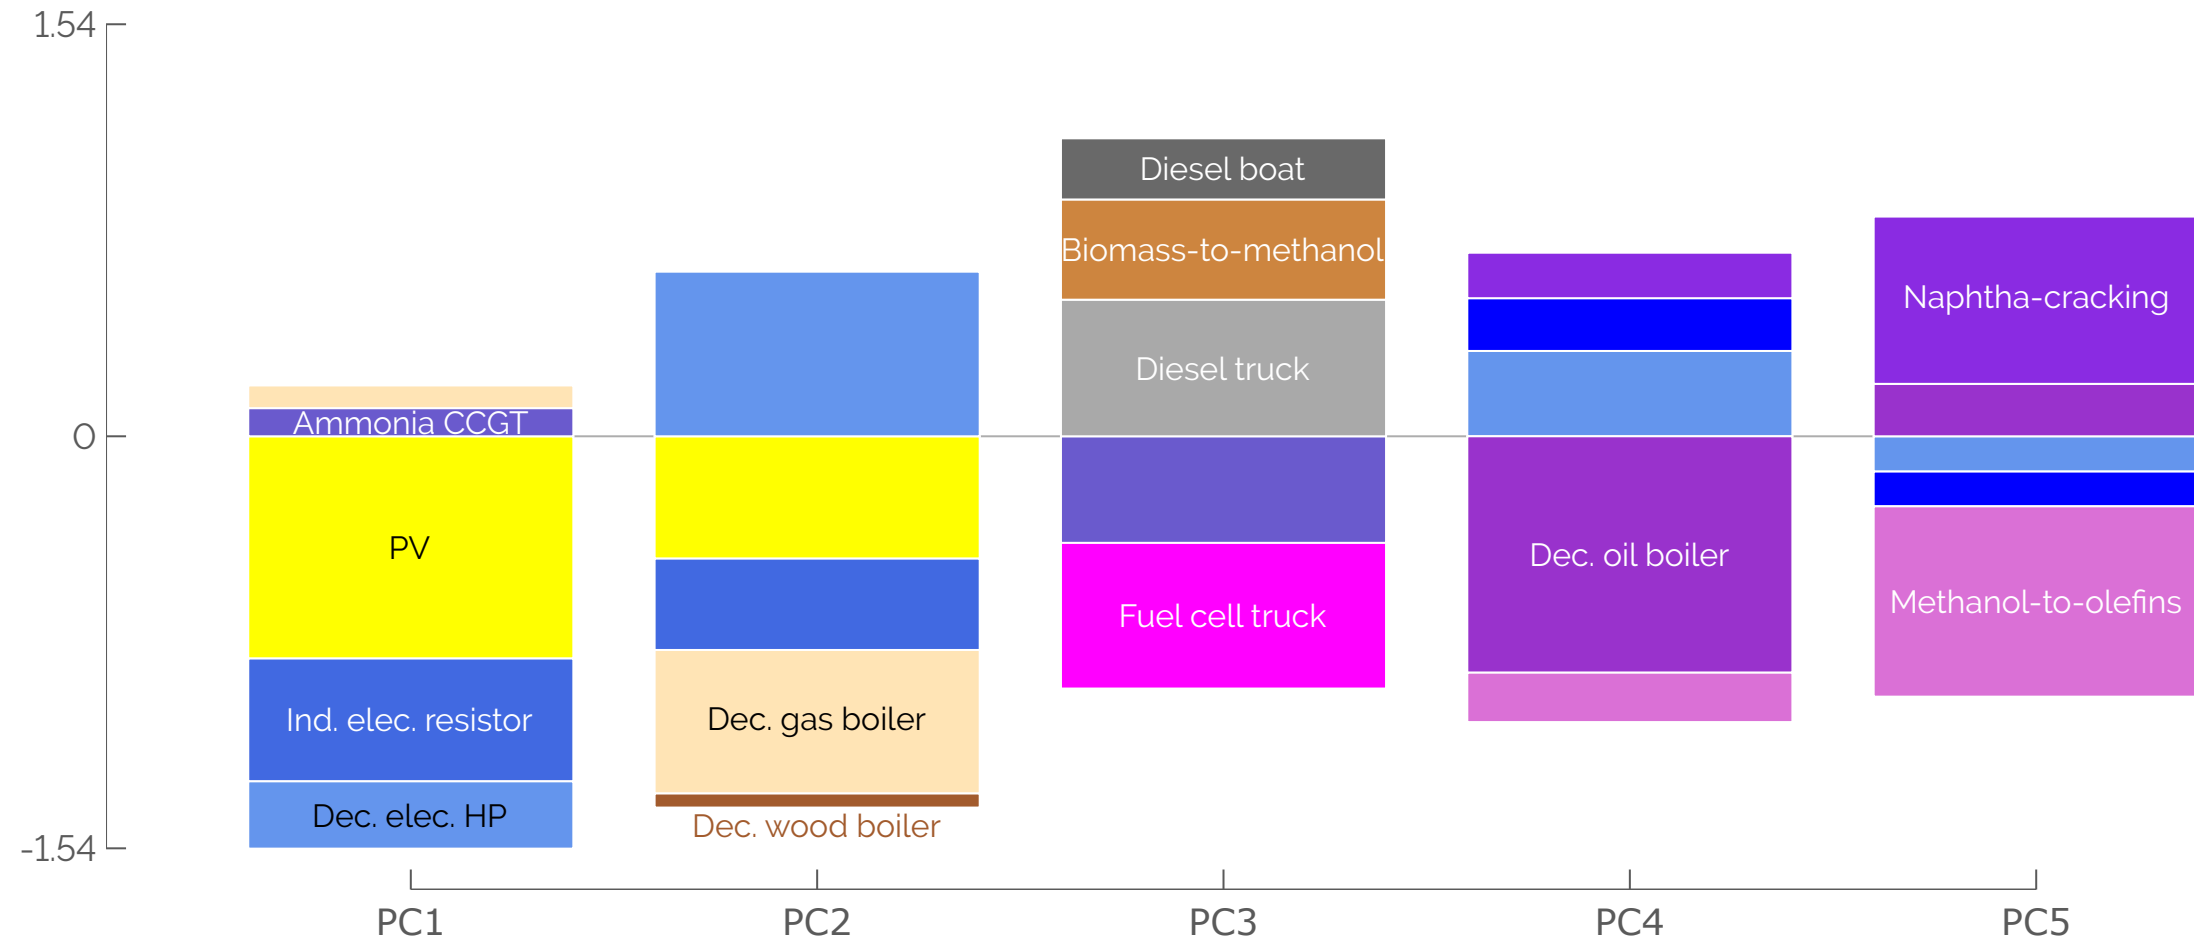 1.54
0
-1.54
Ammonia CCGT
PV
Ind. elec. resistor
Dec. elec. HP
Dec. gas boiler
Dec. wood boiler
Diesel boat
Biomass-to-methanol
Diesel truck
Fuel cell truck
Dec. oil boiler
Naphtha-cracking
Methanol-to-olefins
PC1
PC2
PC3
PC4
PC5